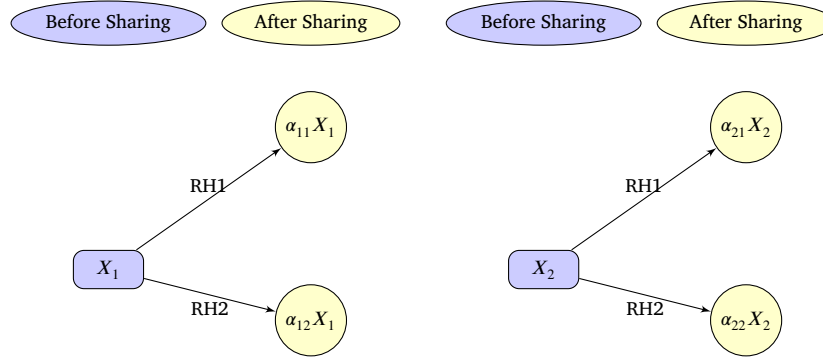 Before Sharing After Sharing
α₁₁X₁
RH1
X₁
RH2
α₁₂X₁
Before Sharing After Sharing
α₂₁X₂
RH1
X₂
RH2
α₂₂X₂